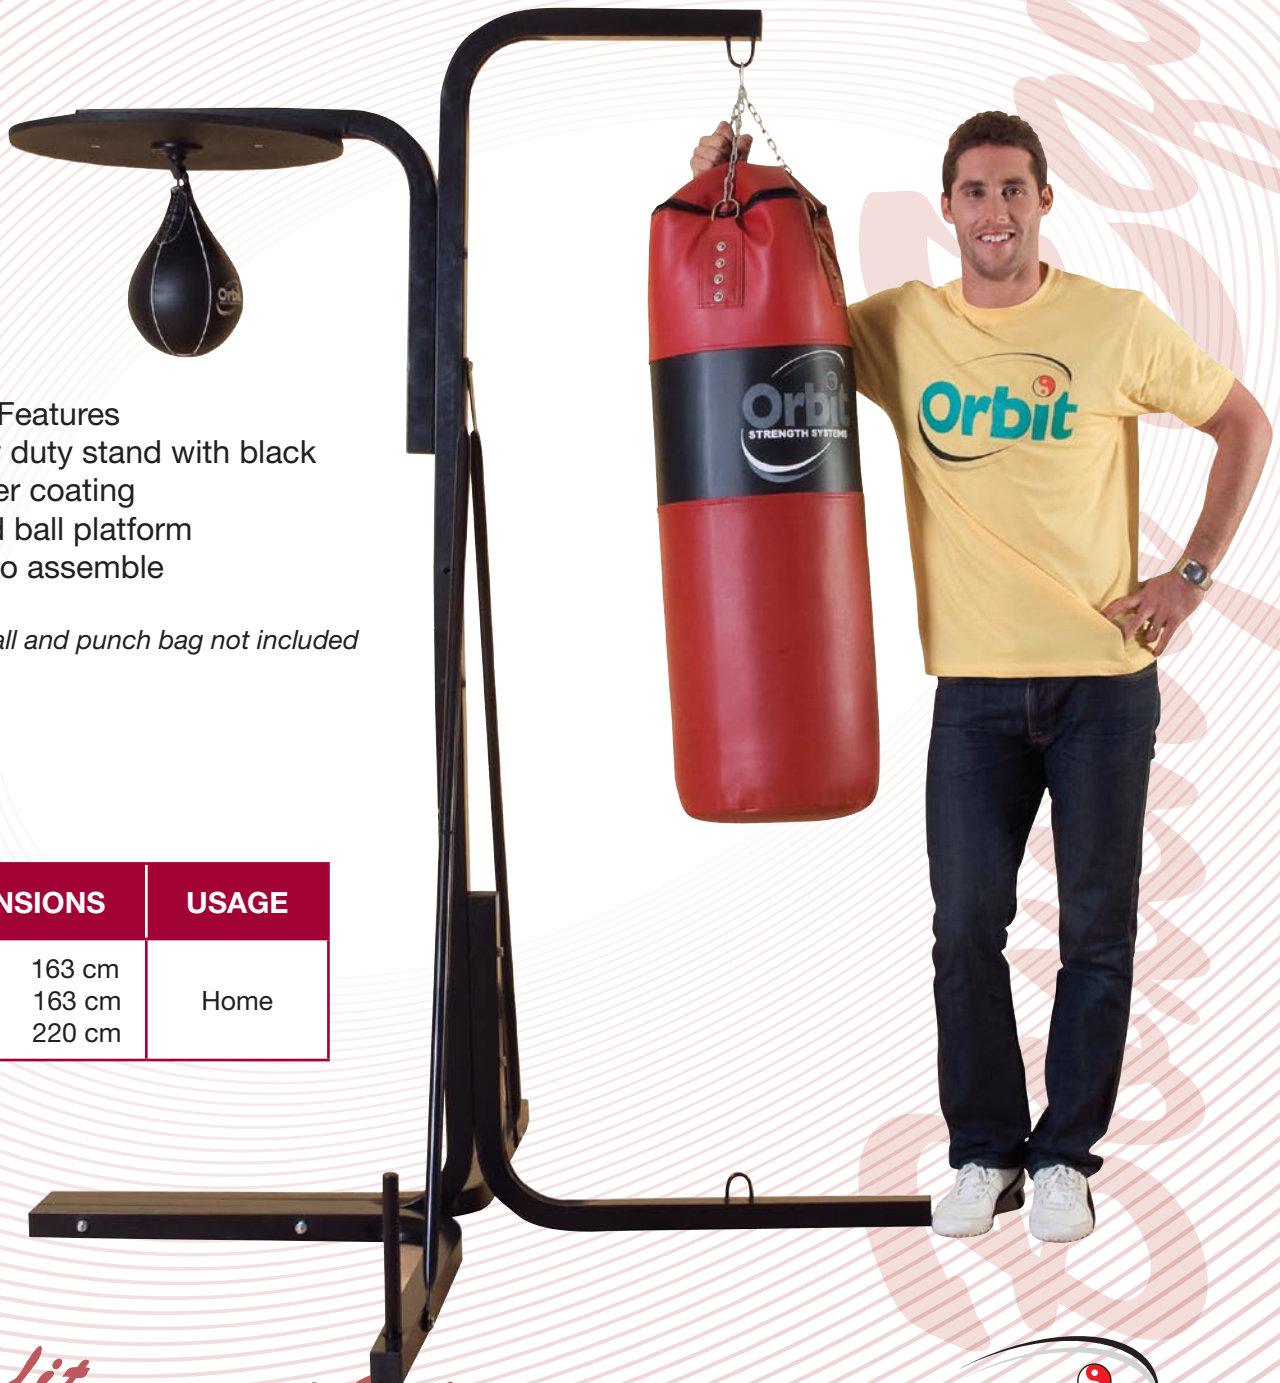 Features
duty stand with black
er coating
ball platform
o assemble
all and punch bag not included
NSIONS USAGE
163 cm
163 cm Home
220 cm
Orbit
Orbit
STRENGTH SYSTEMS
Orbit